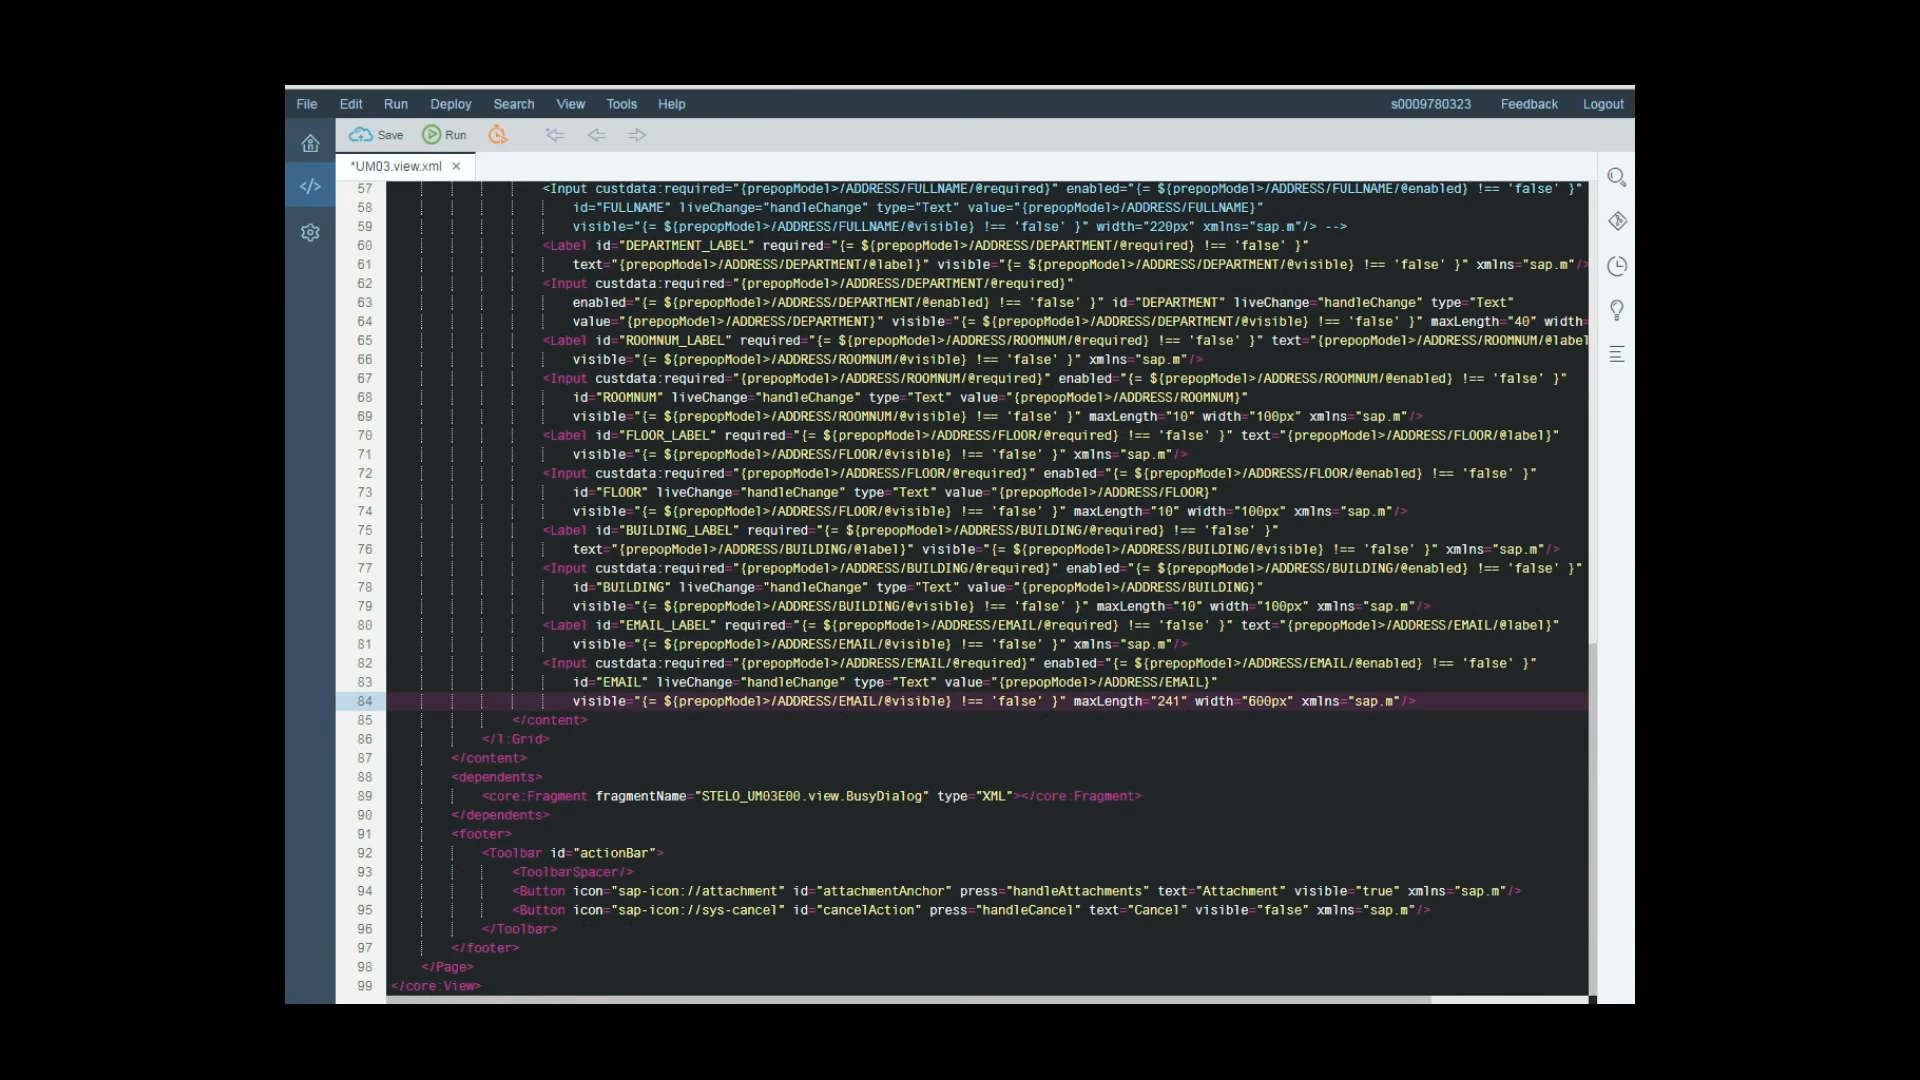 File Edit Run Deploy Search View Tools Help s0009780323 Feedback Logout
Save Run
*UM03.view.xml ×
57 <Input custdata:required="{prepopModel>/ADDRESS/FULLNAME/@required}" enabled="{= ${prepopModel>/ADDRESS/FULLNAME/@enabled} !== 'false' }"
58 id="FULLNAME" liveChange="handleChange" type="Text" value="{prepopModel>/ADDRESS/FULLNAME}"
59 visible="{= ${prepopModel>/ADDRESS/FULLNAME/@visible} !== 'false' }" width="220px" xmlns="sap.m"/> -->
60 <Label id="DEPARTMENT_LABEL" required="{= ${prepopModel>/ADDRESS/DEPARTMENT/@required} !== 'false' }"
61 text="{prepopModel>/ADDRESS/DEPARTMENT/@label}" visible="{= ${prepopModel>/ADDRESS/DEPARTMENT/@visible} !== 'false' }" xmlns="sap.m"/>
62 <Input custdata:required="{prepopModel>/ADDRESS/DEPARTMENT/@required}"
63 enabled="{= ${prepopModel>/ADDRESS/DEPARTMENT/@enabled} !== 'false' }" id="DEPARTMENT" liveChange="handleChange" type="Text"
64 value="{prepopModel>/ADDRESS/DEPARTMENT}" visible="{= ${prepopModel>/ADDRESS/DEPARTMENT/@visible} !== 'false' }" maxLength="40" width=
65 <Label id="ROOMNUM_LABEL" required="{= ${prepopModel>/ADDRESS/ROOMNUM/@required} !== 'false' }" text="{prepopModel>/ADDRESS/ROOMNUM/@label
66 visible="{= ${prepopModel>/ADDRESS/ROOMNUM/@visible} !== 'false' }" xmlns="sap.m"/>
67 <Input custdata:required="{prepopModel>/ADDRESS/ROOMNUM/@required}" enabled="{= ${prepopModel>/ADDRESS/ROOMNUM/@enabled} !== 'false' }"
68 id="ROOMNUM" liveChange="handleChange" type="Text" value="{prepopModel>/ADDRESS/ROOMNUM}"
69 visible="{= ${prepopModel>/ADDRESS/ROOMNUM/@visible} !== 'false' }" maxLength="10" width="100px" xmlns="sap.m"/>
70 <Label id="FLOOR_LABEL" required="{= ${prepopModel>/ADDRESS/FLOOR/@required} !== 'false' }" text="{prepopModel>/ADDRESS/FLOOR/@label}"
71 visible="{= ${prepopModel>/ADDRESS/FLOOR/@visible} !== 'false' }" xmlns="sap.m"/>
72 <Input custdata:required="{prepopModel>/ADDRESS/FLOOR/@required}" enabled="{= ${prepopModel>/ADDRESS/FLOOR/@enabled} !== 'false' }"
73 id="FLOOR" liveChange="handleChange" type="Text" value="{prepopModel>/ADDRESS/FLOOR}"
74 visible="{= ${prepopModel>/ADDRESS/FLOOR/@visible} !== 'false' }" maxLength="10" width="100px" xmlns="sap.m"/>
75 <Label id="BUILDING_LABEL" required="{= ${prepopModel>/ADDRESS/BUILDING/@required} !== 'false' }"
76 text="{prepopModel>/ADDRESS/BUILDING/@label}" visible="{= ${prepopModel>/ADDRESS/BUILDING/@visible} !== 'false' }" xmlns="sap.m"/>
77 <Input custdata:required="{prepopModel>/ADDRESS/BUILDING/@required}" enabled="{= ${prepopModel>/ADDRESS/BUILDING/@enabled} !== 'false' }"
78 id="BUILDING" liveChange="handleChange" type="Text" value="{prepopModel>/ADDRESS/BUILDING}"
79 visible="{= ${prepopModel>/ADDRESS/BUILDING/@visible} !== 'false' }" maxLength="10" width="100px" xmlns="sap.m"/>
80 <Label id="EMAIL_LABEL" required="{= ${prepopModel>/ADDRESS/EMAIL/@required} !== 'false' }" text="{prepopModel>/ADDRESS/EMAIL/@label}"
81 visible="{= ${prepopModel>/ADDRESS/EMAIL/@visible} !== 'false' }" xmlns="sap.m"/>
82 <Input custdata:required="{prepopModel>/ADDRESS/EMAIL/@required}" enabled="{= ${prepopModel>/ADDRESS/EMAIL/@enabled} !== 'false' }"
83 id="EMAIL" liveChange="handleChange" type="Text" value="{prepopModel>/ADDRESS/EMAIL}"
84 visible="{= ${prepopModel>/ADDRESS/EMAIL/@visible} !== 'false' }" maxLength="241" width="600px" xmlns="sap.m"/>
85 </content>
86 </l:Grid>
87 </content>
88 <dependents>
89 <core:Fragment fragmentName="STELO_UM03E00.view.BusyDialog" type="XML"></core:Fragment>
90 </dependents>
91 <footer>
92 <Toolbar id="actionBar">
93 <ToolbarSpacer/>
94 <Button icon="sap-icon://attachment" id="attachmentAnchor" press="handleAttachments" text="Attachment" visible="true" xmlns="sap.m"/>
95 <Button icon="sap-icon://sys-cancel" id="cancelAction" press="handleCancel" text="Cancel" visible="false" xmlns="sap.m"/>
96 </Toolbar>
97 </footer>
98 </Page>
99 </core:View>